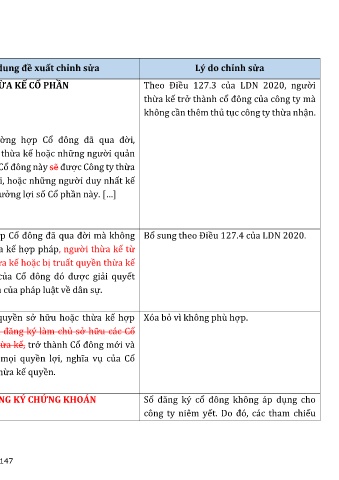 dung đề xuất chỉnh sửa
Lý do chỉnh sửa
ỪA KẾ CỔ PHẦN
ờng hợp Cổ đông đã qua đời,
thừa kế hoặc những người quản
Cổ đông này sẽ được Công ty thừa
i, hoặc những người duy nhất kế
ưởng lợi số Cổ phần này. […]
Theo Điều 127.3 của LDN 2020, người
thừa kế trở thành cổ đông của công ty mà
không cần thêm thủ tục công ty thừa nhận.
p Cổ đông đã qua đời mà không
a kế hợp pháp, người thừa kế từ
ừa kế hoặc bị truất quyền thừa kế
của Cổ đông đó được giải quyết
h của pháp luật về dân sự.
Bổ sung theo Điều 127.4 của LDN 2020.
quyền sở hữu hoặc thừa kế hợp
đăng ký làm chủ sở hữu các Cổ
ừa kế, trở thành Cổ đông mới và
mọi quyền lợi, nghĩa vụ của Cổ
hừa kế quyền.
Xóa bỏ vì không phù hợp.
NG KÝ CHỨNG KHOÁN
Sổ đăng ký cổ đông không áp dụng cho
công ty niêm yết. Do đó, các tham chiếu
147